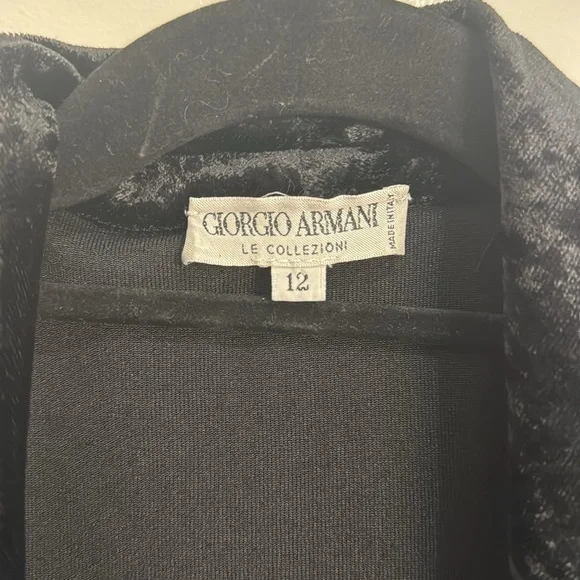 GIORGIO ARMANI
LE COLLEZIONI
MADE IN ITALY
12